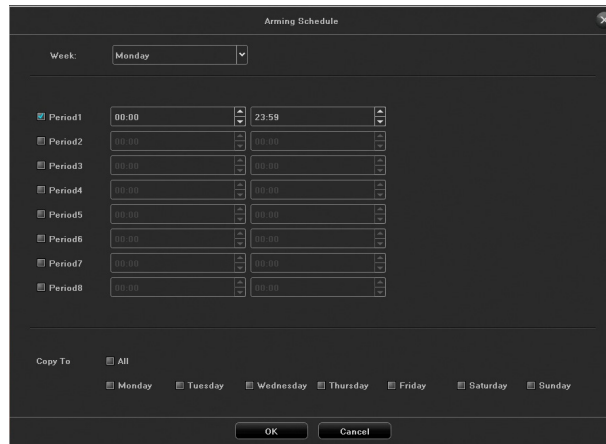 Arming Schedule
Week: Monday
Period1 00:00 23:59
Period2 00:00 00:00
Period3 00:00 00:00
Period4 00:00 00:00
Period5 00:00 00:00
Period6 00:00 00:00
Period7 00:00 00:00
Period8 00:00 00:00
Copy To All
Monday Tuesday Wednesday Thursday Friday Saturday Sunday
OK Cancel